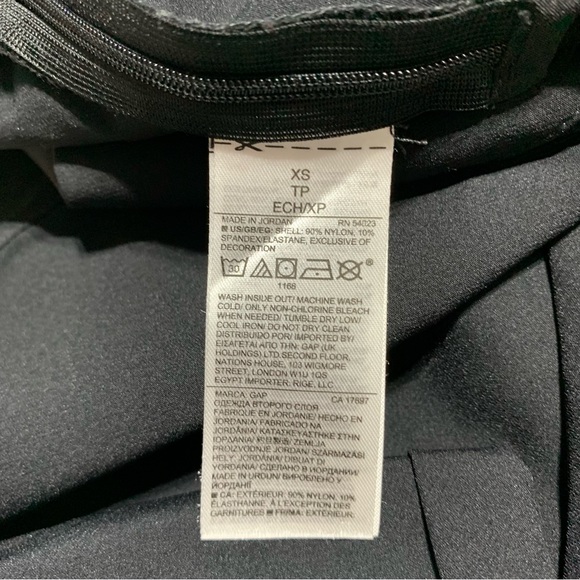 XS
TP
ECH/XP
MADE IN JORDAN RN 54023
US/GB/EG: SHELL: 90% NYLON, 10%
SPANDEX/ELASTANE, EXCLUSIVE OF
DECORATION
30
®
1168
WASH INSIDE OUT/ MACHINE WASH
COLD/ ONLY NON-CHLORINE BLEACH
WHEN NEEDED/ TUMBLE DRY LOW/
COOL IRON/ DO NOT DRY CLEAN
DISTRIBUIDO POR/ IMPORTED BY/
ΕΙΣΑΓΕΤΑΙ ΑΠΟ ΤΗΝ: GAP (UK
HOLDINGS) LTD.SECOND FLOOR,
NATIONS HOUSE, 103 WIGMORE
STREET, LONDON W1U 1QS
EGYPT IMPORTER: RIGE, LLC
MARCA: GAP CA 17897
ОДЕЖДА ВТОРОГО СЛОЯ
FABRIQUÉ EN JORDANIE/ HECHO EN
JORDANIA/ FABRICADO NA
JORDÂNIA/ ΚΑΤΑΣΚΕΥΑΣΤΗΚΕ ΣΤΗΝ
ΙΟΡΔΑΝΙΑ/ ZEMLJA
PROIZVODNJE: JORDAN/ SZÁRMAZÁSI
HELY: JORDÁNIA/ DIBUAT DI
YORDANIA/ СДЕЛАНО В ИОРДАНИИ/
MADE IN URDUN/ ВИРОБЛЕНО У
ЙОРДАНІЇ
CA: EXTÉRIEUR: 90% NYLON, 10%
ÉLASTHANNE, À L'EXCEPTION DES
GARNITURES FR/MA: EXTÉRIEUR: